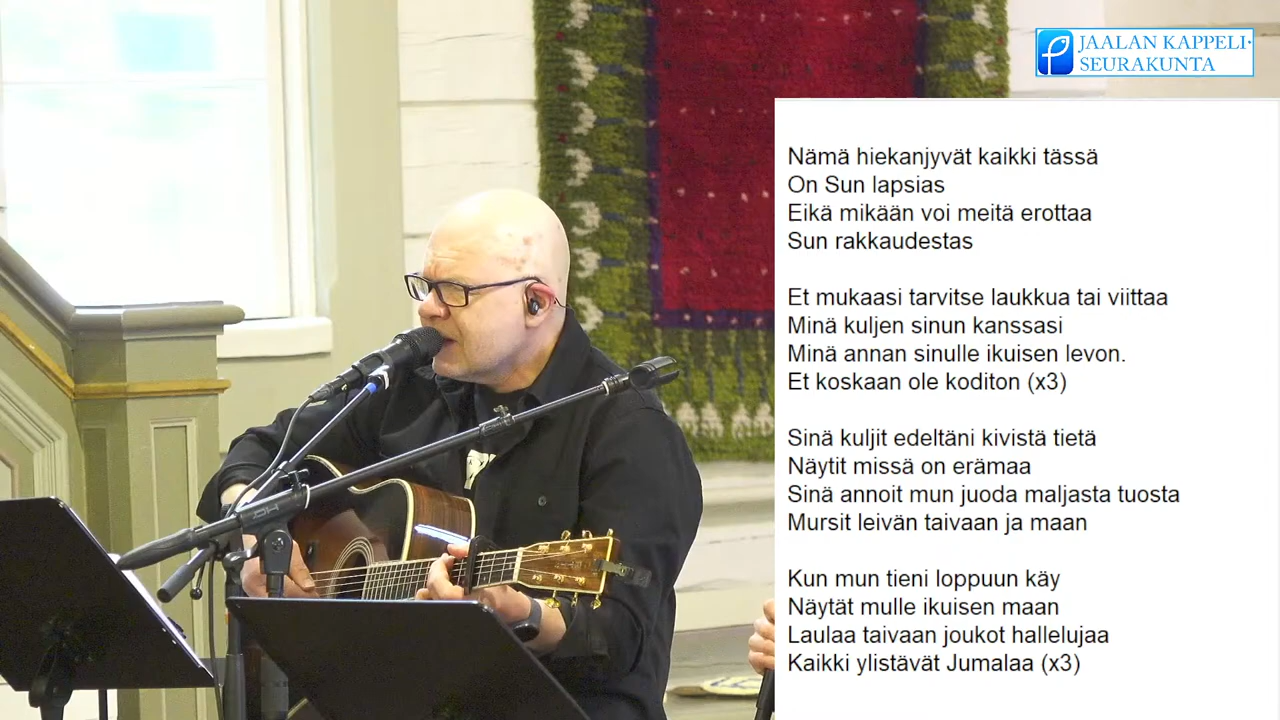 JAALAN KAPPELI-
SEURAKUNTA
Nämä hiekanjyvät kaikki tässä
On Sun lapsias
Eikä mikään voi meitä erottaa
Sun rakkaudestas
Et mukaasi tarvitse laukkua tai viittaa
Minä kuljen sinun kanssasi
Minä annan sinulle ikuisen levon.
Et koskaan ole koditon (x3)
Sinä kuljit edeltäni kivistä tietä
Näytit missä on erämaa
Sinä annoit mun juoda maljasta tuosta
Mursit leivän taivaan ja maan
Kun mun tieni loppuun käy
Näytät mulle ikuisen maan
Laulaa taivaan joukot hallelujaa
Kaikki ylistävät Jumalaa (x3)